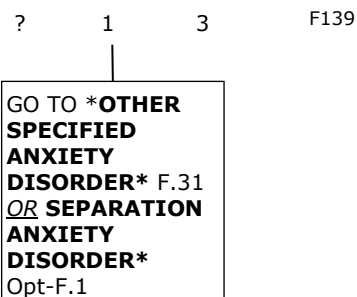 ? 1 3 F139
GO TO *OTHER
SPECIFIED
ANXIETY
DISORDER* F.31
OR SEPARATION
ANXIETY
DISORDER*
Opt-F.1